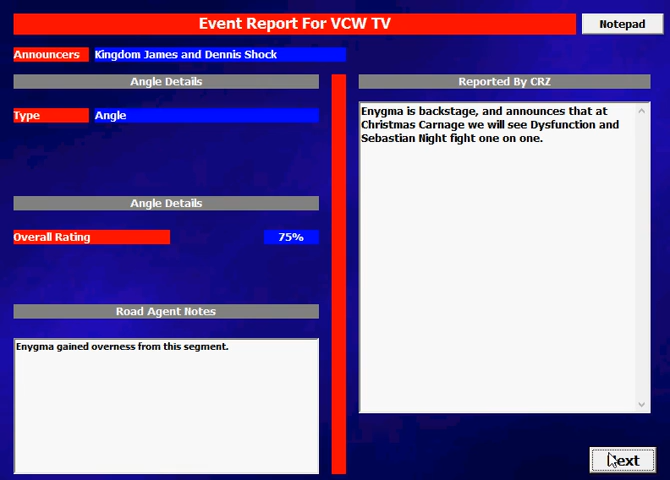 Event Report For VCW TV
Notepad
Announcers
Kingdom James and Dennis Shock
Angle Details
Type
Angle
Angle Details
Overall Rating
75%
Road Agent Notes
Enygma gained overness from this segment.
Reported By CRZ
Enygma is backstage, and announces that at
Christmas Carnage we will see Dysfunction and
Sebastian Night fight one on one.
Next